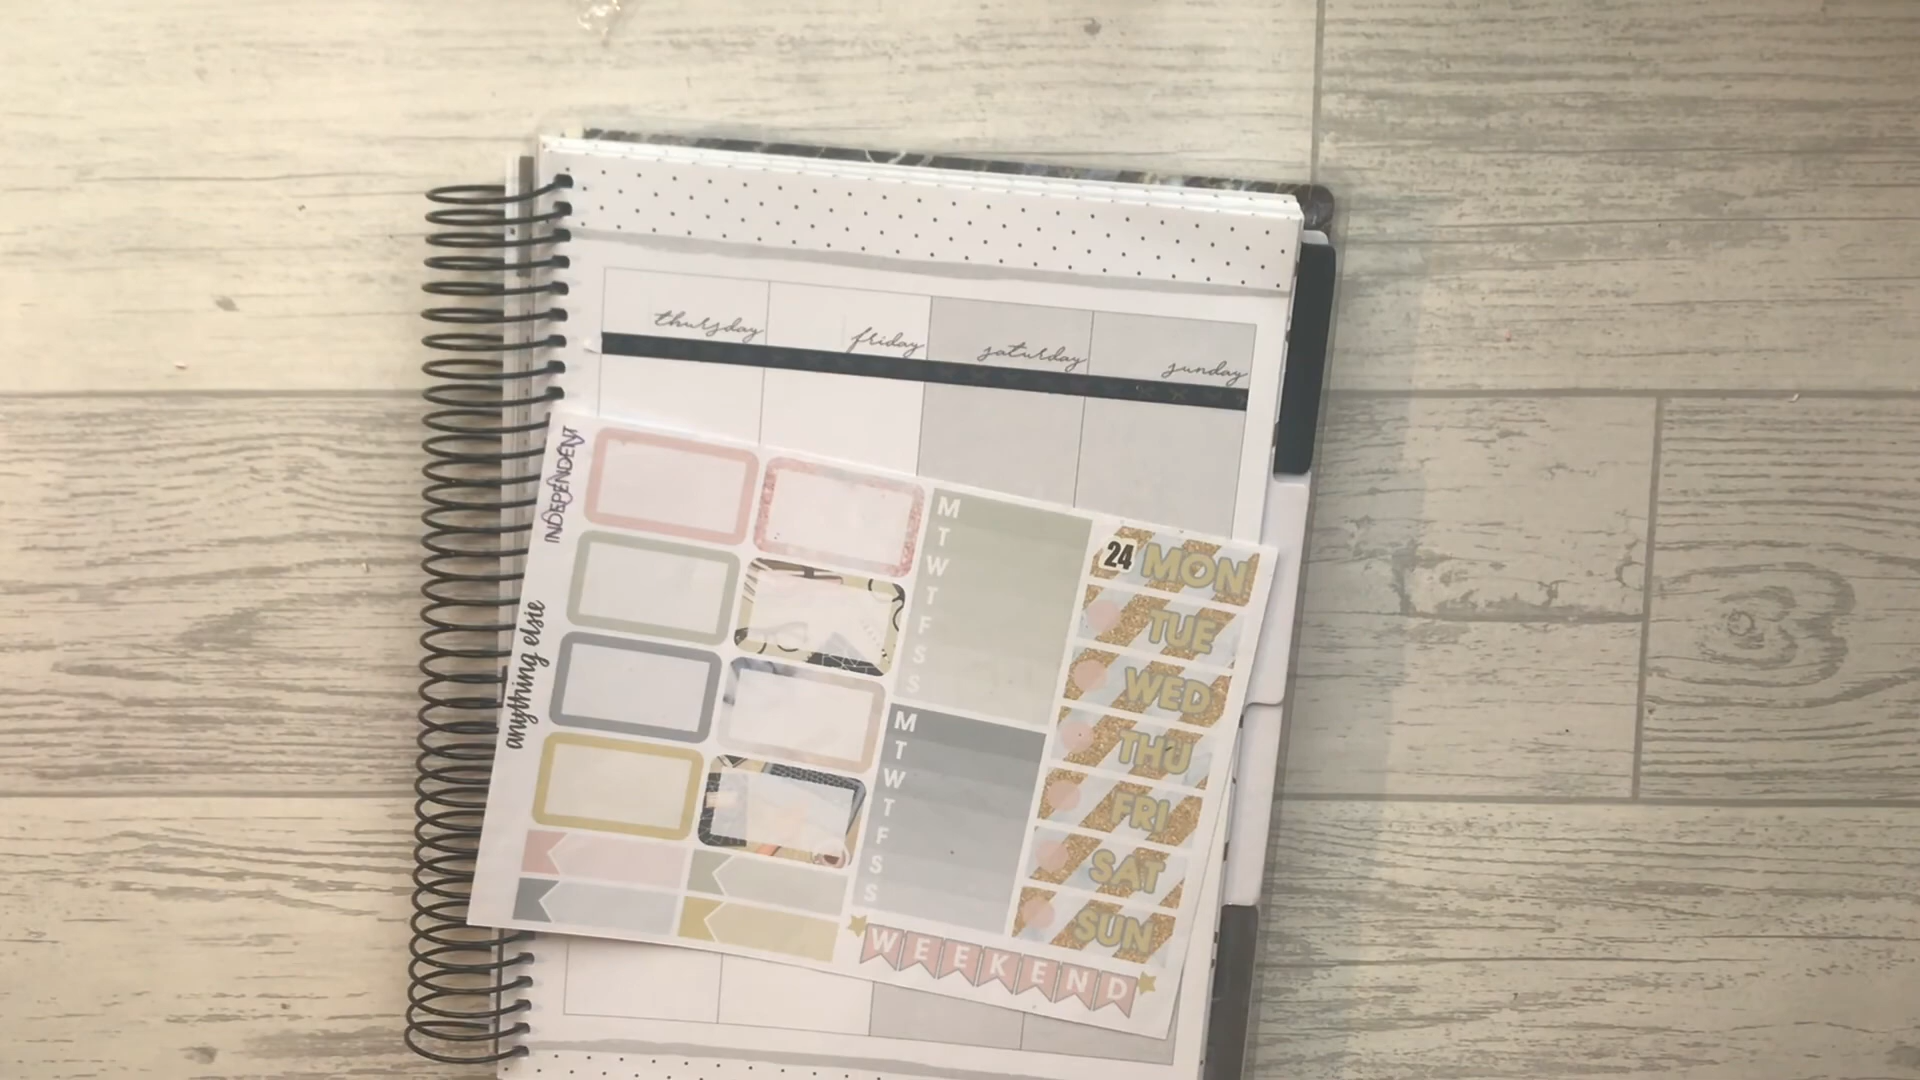 thursday
friday
saturday
sunday
INDEPENDENT
anything elsie
M
T
W
T
F
S
S
M
T
W
T
F
S
S
24 MON
TUE
WED
THU
FRI
SAT
SUN
WEEKEND